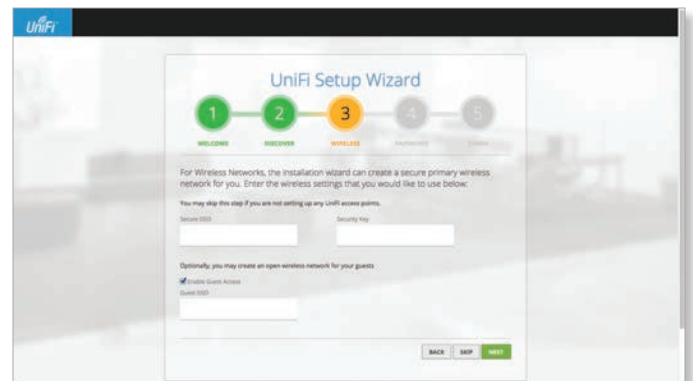 UniFi
UniFi Setup Wizard
1 2 3 4 5
WELCOME DISCOVER WIRELESS
For Wireless Networks, the installation wizard can create a secure primary wireless
network for you. Enter the wireless settings that you would like to use below:
You may skip this step if you are not setting up any UniFi access points.
Secure SSID Security Key
Optionally, you may create an open wireless network for your guests
Enable Guest Access
Guest SSID
BACK SKIP NEXT